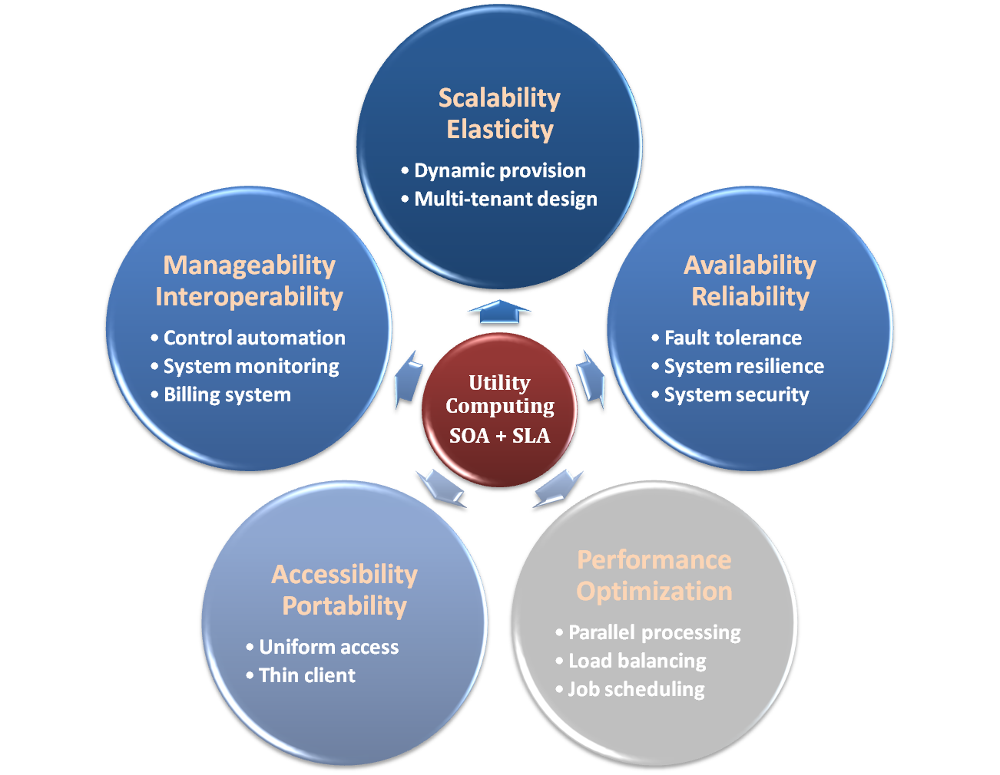 Scalability
Elasticity
• Dynamic provision
• Multi-tenant design
Manageability
Interoperability
• Control automation
• System monitoring
• Billing system
Availability
Reliability
• Fault tolerance
• System resilience
• System security
Utility
Computing
SOA + SLA
Accessibility
Portability
• Uniform access
• Thin client
Performance
Optimization
• Parallel processing
• Load balancing
• Job scheduling